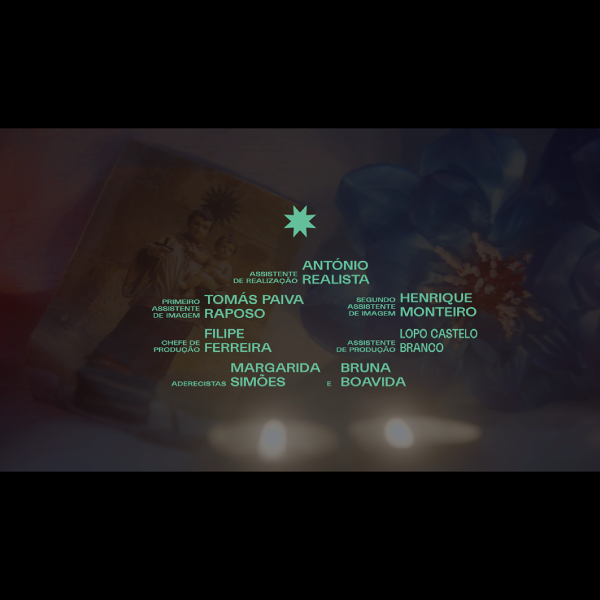 ASSISTENTE
DE REALIZAÇÃO
ANTÓNIO
REALISTA
PRIMEIRO
ASSISTENTE
DE IMAGEM
TOMÁS PAIVA
RAPOSO
SEGUNDO
ASSISTENTE
DE IMAGEM
HENRIQUE
MONTEIRO
CHEFE DE
PRODUÇÃO
FILIPE
FERREIRA
ASSISTENTE
DE PRODUÇÃO
LOPO CASTELO
BRANCO
ADERECISTAS
MARGARIDA
SIMÕES
E
BRUNA
BOAVIDA